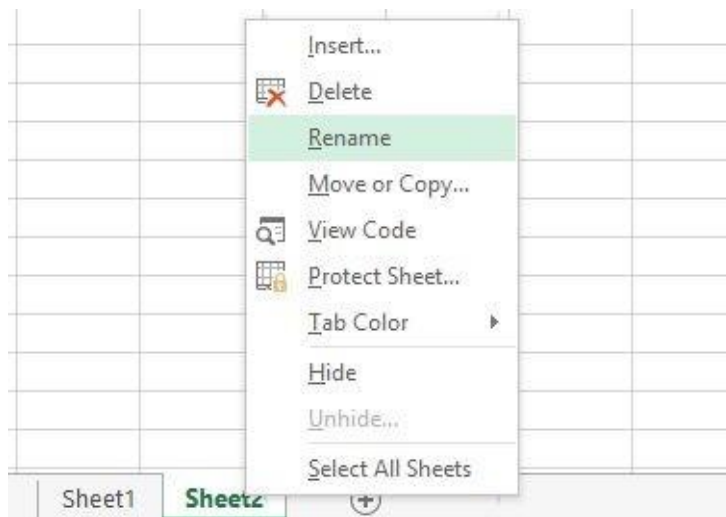 Insert...
Delete
Rename
Move or Copy...
View Code
Protect Sheet...
Tab Color
Hide
Unhide...
Select All Sheets
Sheet1 Sheet2